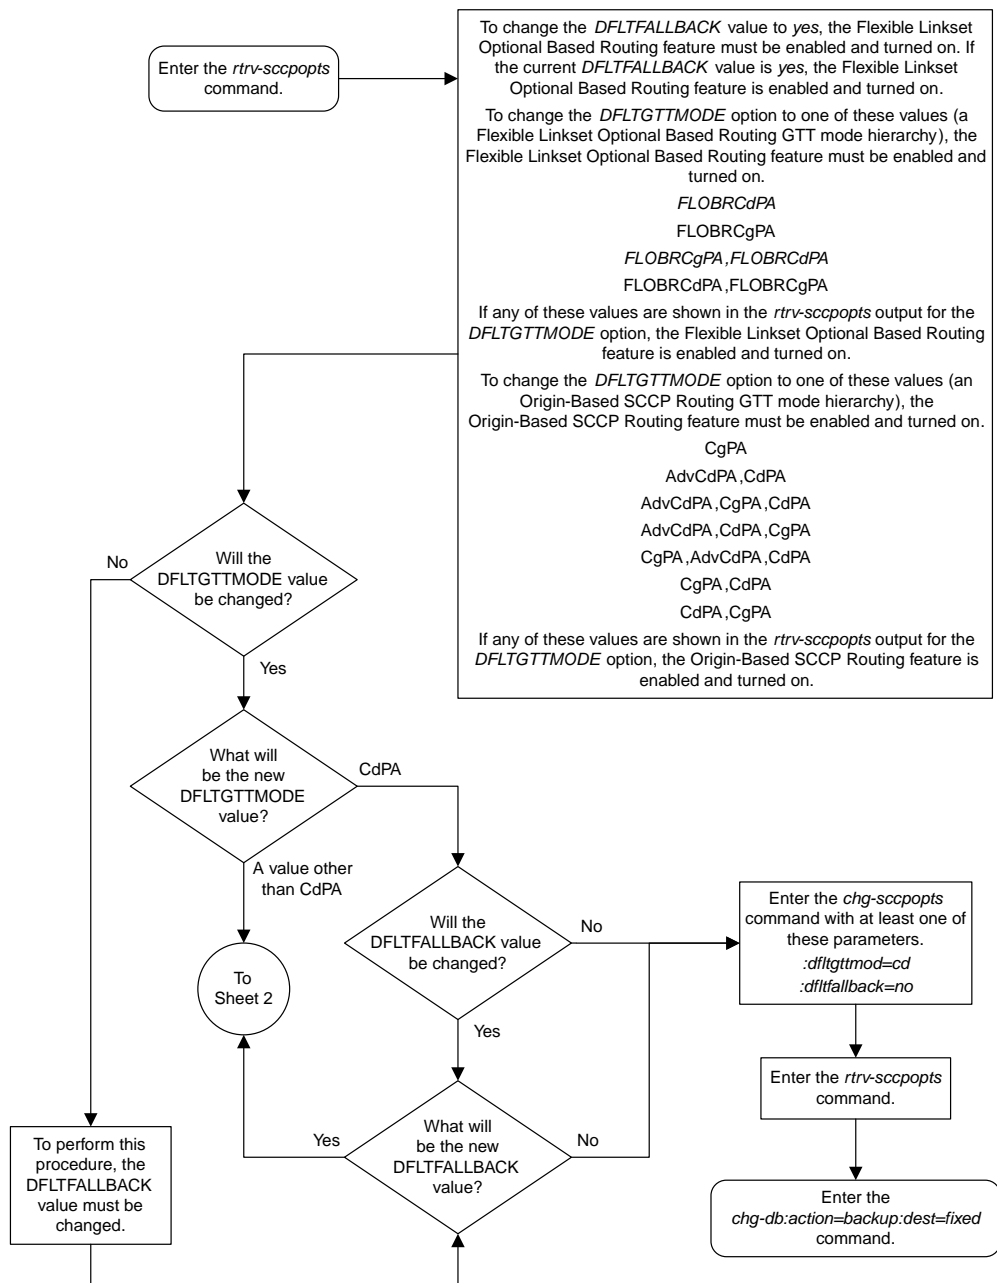 Enter the rtrv-sccpopts
command.
To change the DFLTFALLBACK value to yes, the Flexible Linkset
Optional Based Routing feature must be enabled and turned on. If
the current DFLTFALLBACK value is yes, the Flexible Linkset
Optional Based Routing feature is enabled and turned on.
To change the DFLTGTTMODE option to one of these values (a
Flexible Linkset Optional Based Routing GTT mode hierarchy), the
Flexible Linkset Optional Based Routing feature must be enabled and
turned on.
FLOBRCdPA
FLOBRCgPA
FLOBRCgPA,FLOBRCdPA
FLOBRCdPA,FLOBRCgPA
If any of these values are shown in the rtrv-sccpopts output for the
DFLTGTTMODE option, the Flexible Linkset Optional Based Routing
feature is enabled and turned on.
To change the DFLTGTTMODE option to one of these values (an
Origin-Based SCCP Routing GTT mode hierarchy), the
Origin-Based SCCP Routing feature must be enabled and turned on.
CgPA
AdvCdPA,CdPA
AdvCdPA,CgPA,CdPA
AdvCdPA,CdPA,CgPA
CgPA,AdvCdPA,CdPA
CgPA,CdPA
CdPA,CgPA
If any of these values are shown in the rtrv-sccpopts output for the
DFLTGTTMODE option, the Origin-Based SCCP Routing feature is
enabled and turned on.
No
Will the
DFLTGTTMODE value
be changed?
Yes
What will
be the new
DFLTGTTMODE
value?
CdPA
A value other
than CdPA
To
Sheet 2
Will the
DFLTFALLBACK value
be changed?
No
Yes
Enter the chg-sccpopts
command with at least one of
these parameters.
:dfltgttmod=cd
:dfltfallback=no
Enter the rtrv-sccpopts
command.
Enter the
chg-db:action=backup:dest=fixed
command.
Yes
What will
be the new
DFLTFALLBACK
value?
No
To perform this
procedure, the
DFLTFALLBACK
value must be
changed.